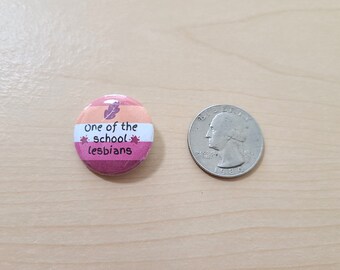 One of the
school
lesbians